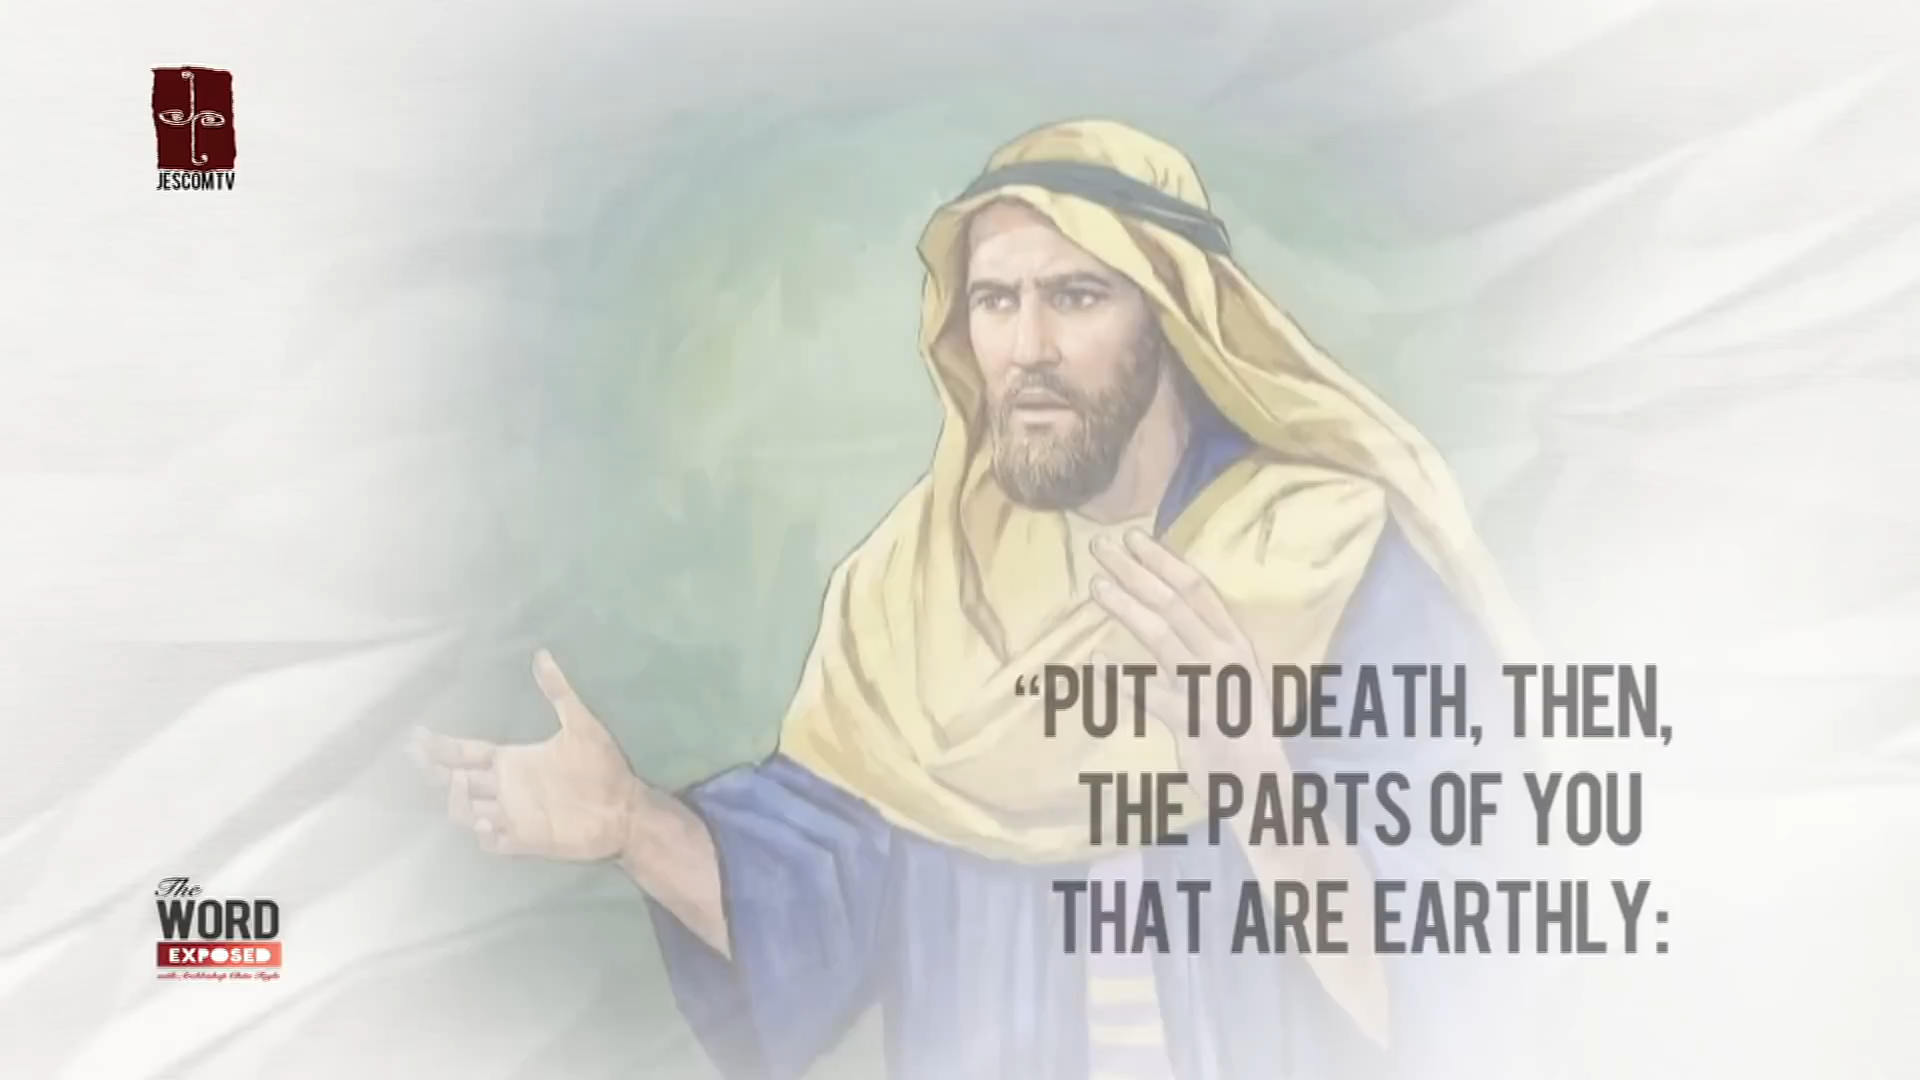 JESCOMTV
“PUT TO DEATH, THEN,
THE PARTS OF YOU
THAT ARE EARTHLY:
The
WORD
EXPOSED